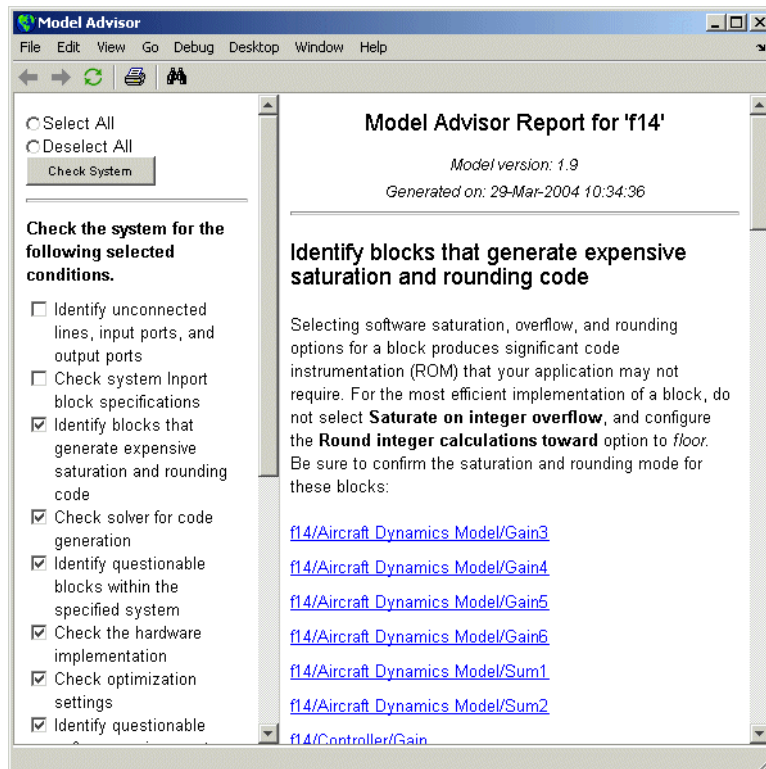 Model Advisor
File Edit View Go Debug Desktop Window Help
Select All
Deselect All
Check System
Check the system for the
following selected
conditions.
Identify unconnected
lines, input ports, and
output ports
Check system Inport
block specifications
Identify blocks that
generate expensive
saturation and rounding
code
Check solver for code
generation
Identify questionable
blocks within the
specified system
Check the hardware
implementation
Check optimization
settings
Identify questionable
Model Advisor Report for 'f14'
Model version: 1.9
Generated on: 29-Mar-2004 10:34:36
Identify blocks that generate expensive
saturation and rounding code
Selecting software saturation, overflow, and rounding
options for a block produces significant code
instrumentation (ROM) that your application may not
require. For the most efficient implementation of a block, do
not select Saturate on integer overflow, and configure
the Round integer calculations toward option to floor.
Be sure to confirm the saturation and rounding mode for
these blocks:
f14/Aircraft Dynamics Model/Gain3
f14/Aircraft Dynamics Model/Gain4
f14/Aircraft Dynamics Model/Gain5
f14/Aircraft Dynamics Model/Gain6
f14/Aircraft Dynamics Model/Sum1
f14/Aircraft Dynamics Model/Sum2
f14/Controller/Gain